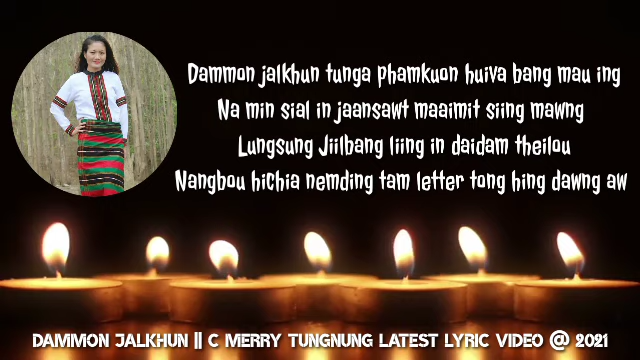 Dammon jalkhun tunga phamkuon huiva bang mau ing
Na min sial in jaansawt maaimit siing mawng
Lungsung Jiilbang liing in daidam theilou
Nangbou hichia nemding tam letter tong hing dawng aw
DAMMON JALKHUN || C MERRY TUNGNUNG LATEST LYRIC VIDEO @ 2021